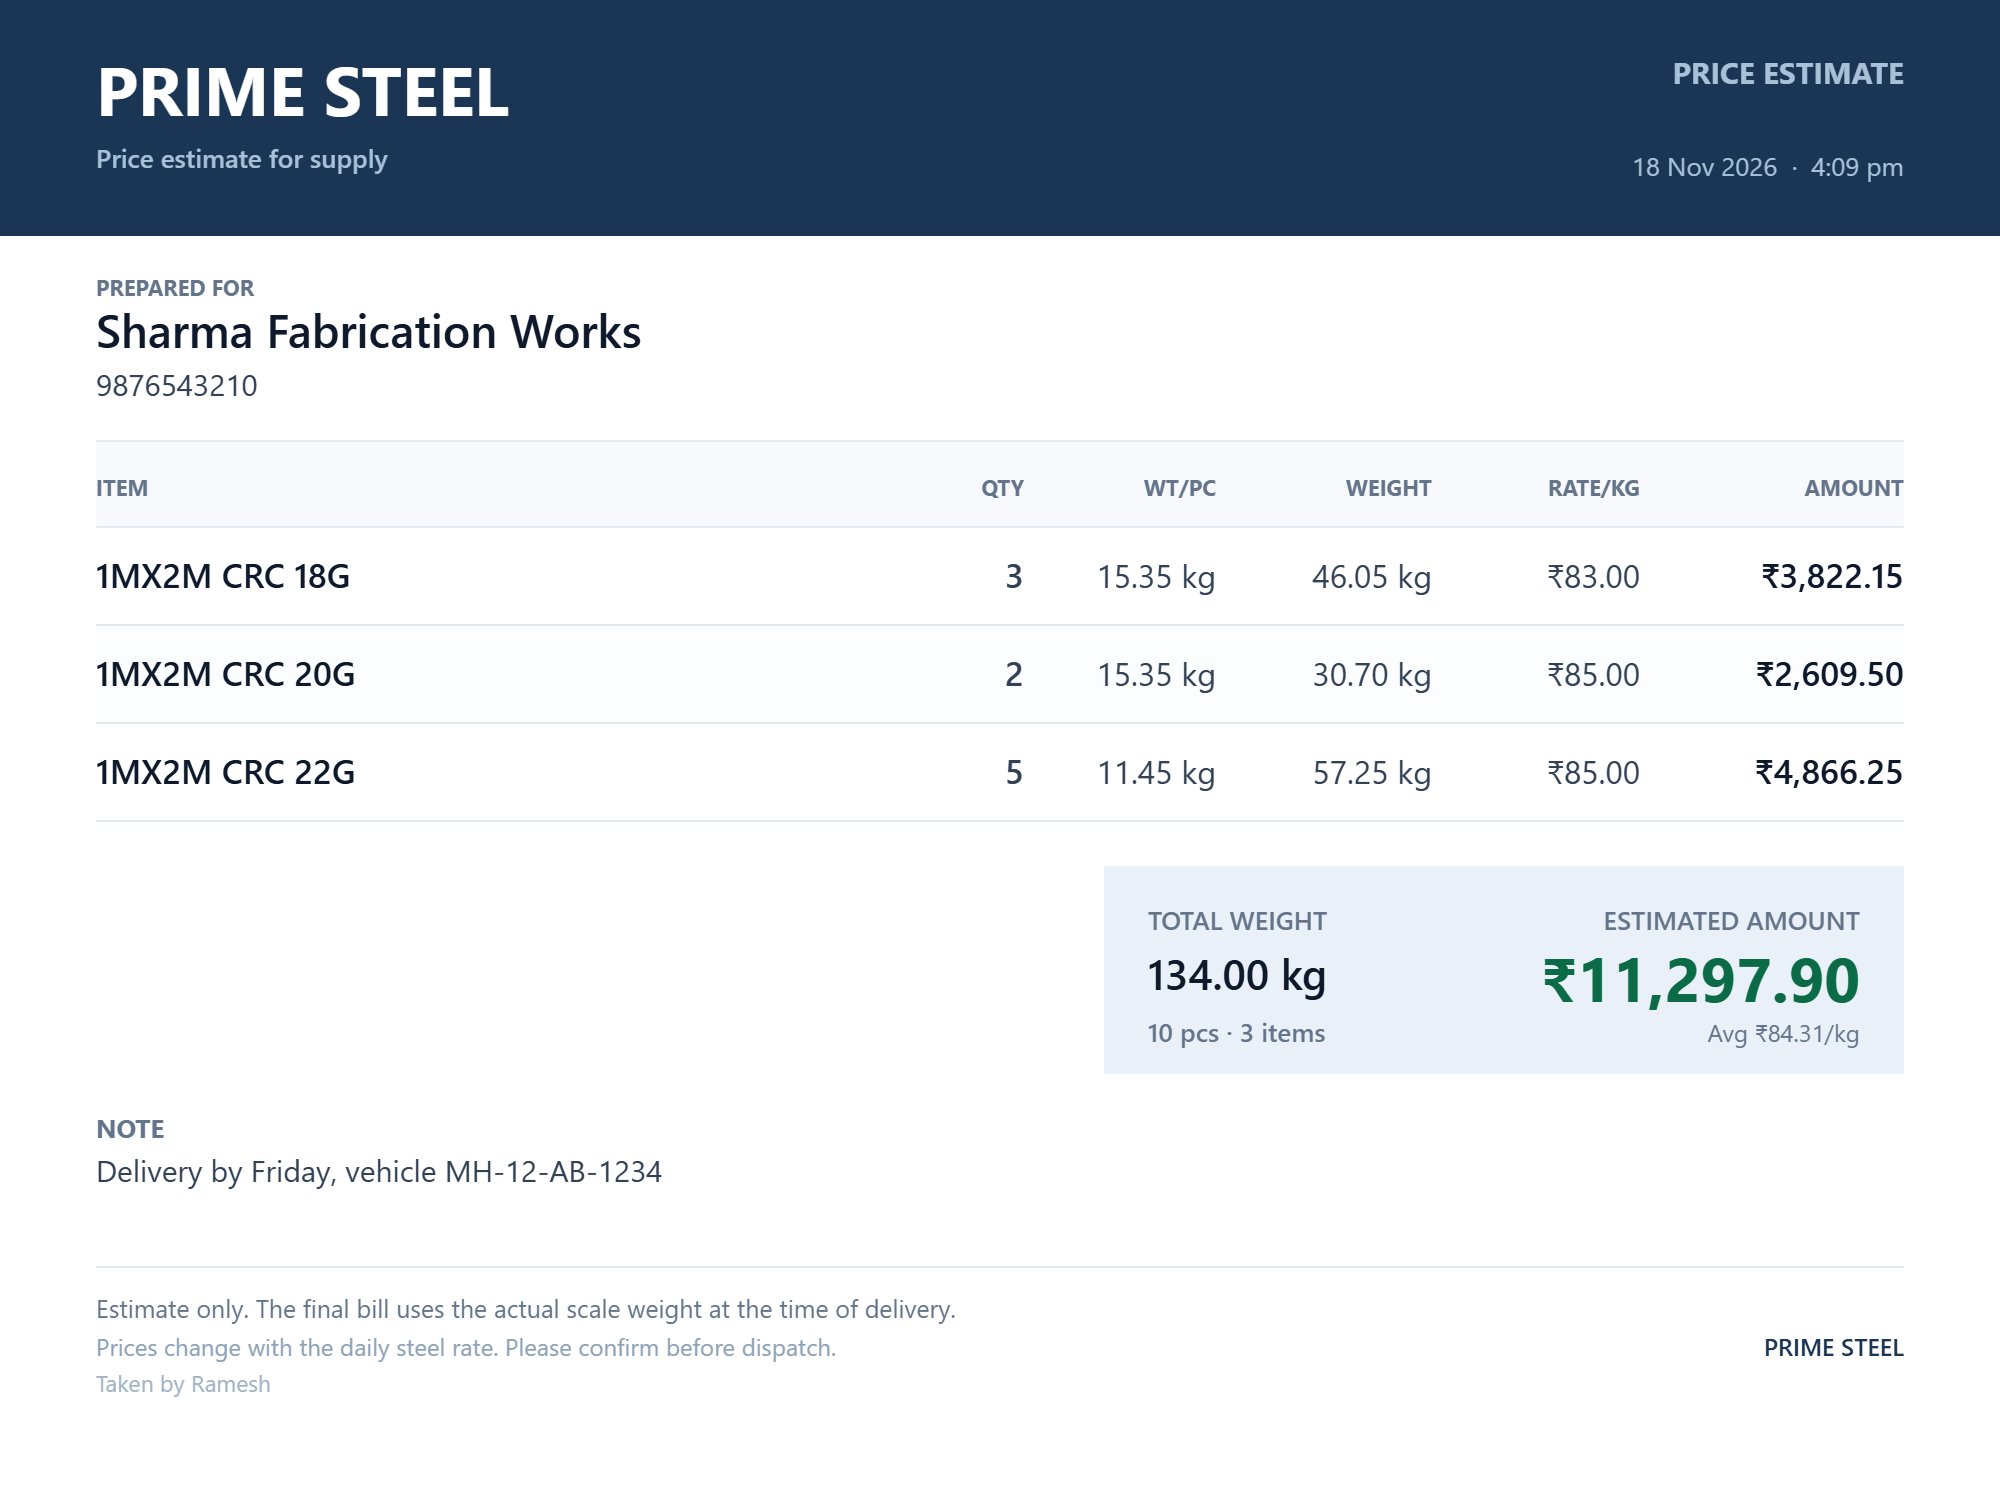 PRIME STEEL
Price estimate for supply
PRICE ESTIMATE
18 Nov 2026 · 4:09 pm
PREPARED FOR
Sharma Fabrication Works
9876543210
ITEM QTY WT/PC WEIGHT RATE/KG AMOUNT
1MX2M CRC 18G 3 15.35 kg 46.05 kg ₹83.00 ₹3,822.15
1MX2M CRC 20G 2 15.35 kg 30.70 kg ₹85.00 ₹2,609.50
1MX2M CRC 22G 5 11.45 kg 57.25 kg ₹85.00 ₹4,866.25
TOTAL WEIGHT ESTIMATED AMOUNT
134.00 kg ₹11,297.90
10 pcs · 3 items Avg ₹84.31/kg
NOTE
Delivery by Friday, vehicle MH-12-AB-1234
Estimate only. The final bill uses the actual scale weight at the time of delivery.
Prices change with the daily steel rate. Please confirm before dispatch.
PRIME STEEL
Taken by Ramesh